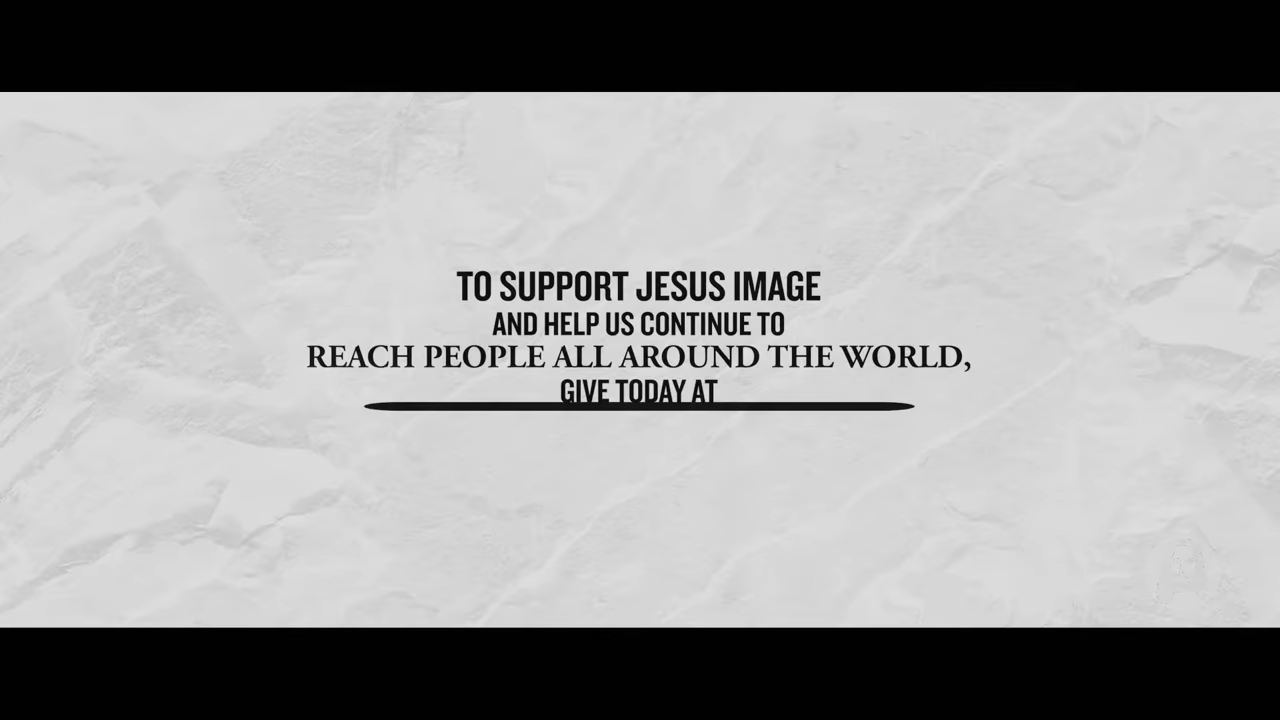 TO SUPPORT JESUS IMAGE
AND HELP US CONTINUE TO
REACH PEOPLE ALL AROUND THE WORLD,
GIVE TODAY AT